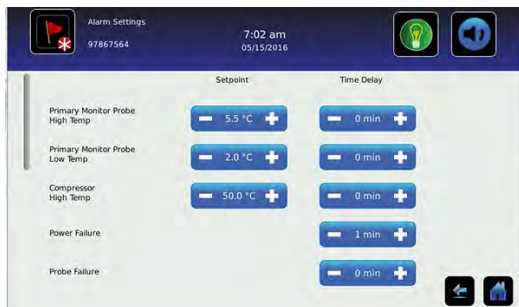 Alarm Settings
97867564
7:02 am
05/15/2016
Setpoint Time Delay
Primary Monitor Probe
High Temp
5.5 °C 0 min
Primary Monitor Probe
Low Temp
2.0 °C 0 min
Compressor
High Temp
50.0 °C 0 min
Power Failure 1 min
Probe Failure 0 min